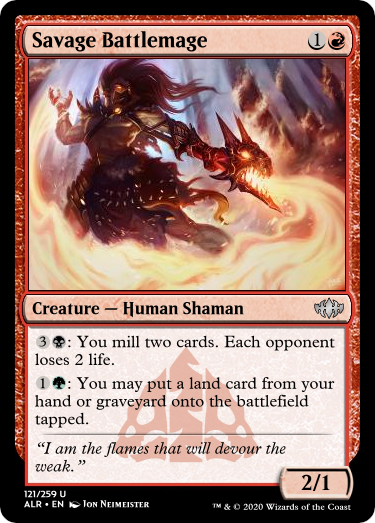 Savage Battlemage 1
Creature — Human Shaman
3: You mill two cards. Each opponent
loses 2 life.
1: You may put a land card from your
hand or graveyard onto the battlefield
tapped.
“I am the flames that will devour the
weak.”
2/1
121/259 U
ALR • EN Jon Neimeister
™ & © 2020 Wizards of the Coast